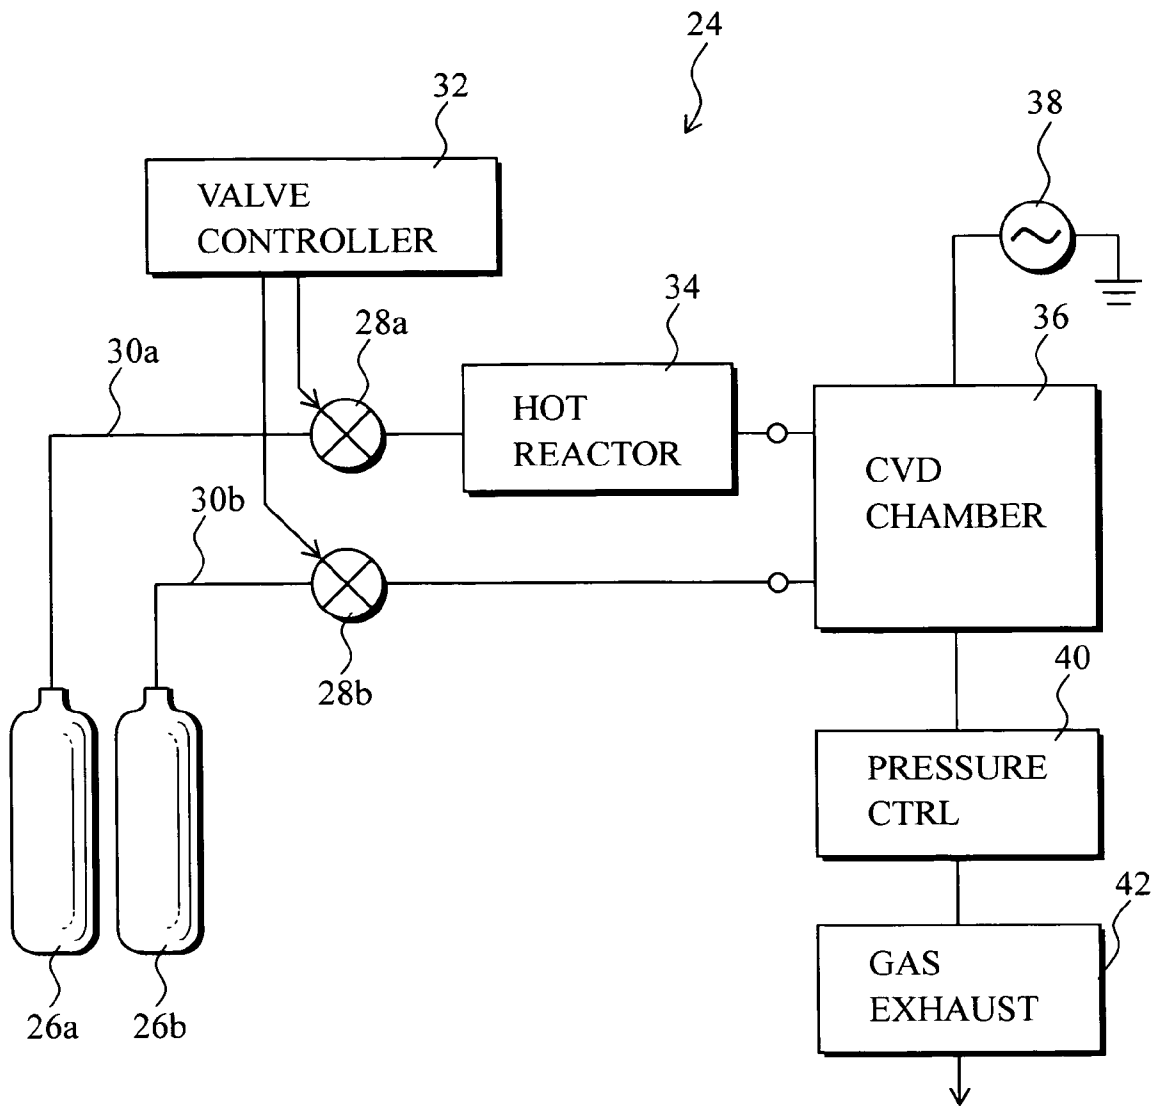 24
32
38
VALVE
CONTROLLER
34
36
28a
30a
HOT
REACTOR
CVD
CHAMBER
30b
28b
40
PRESSURE
CTRL
42
GAS
EXHAUST
26a
26b